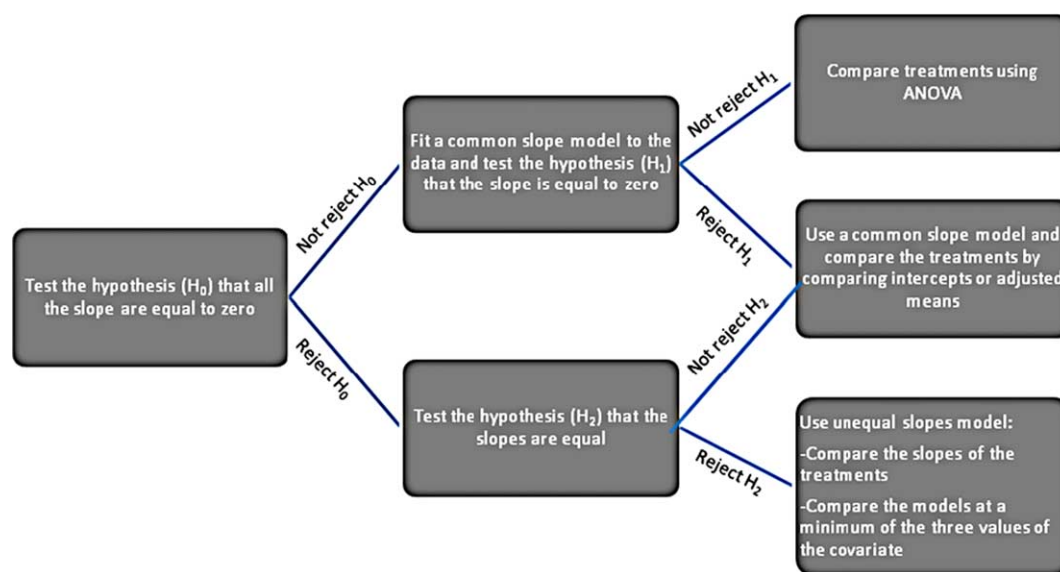 Test the hypothesis (H₀) that all
the slope are equal to zero
Not reject H₀
Reject H₀
Fit a common slope model to the
data and test the hypothesis (H₁)
that the slope is equal to zero
Test the hypothesis (H₂) that the
slopes are equal
Not reject H₁
Reject H₁
Not reject H₂
Reject H₂
Compare treatments using
ANOVA
Use a common slope model and
compare the treatments by
comparing intercepts or adjusted
means
Use unequal slopes model:
-Compare the slopes of the
treatments
-Compare the models at a
minimum of the three values of
the covariate